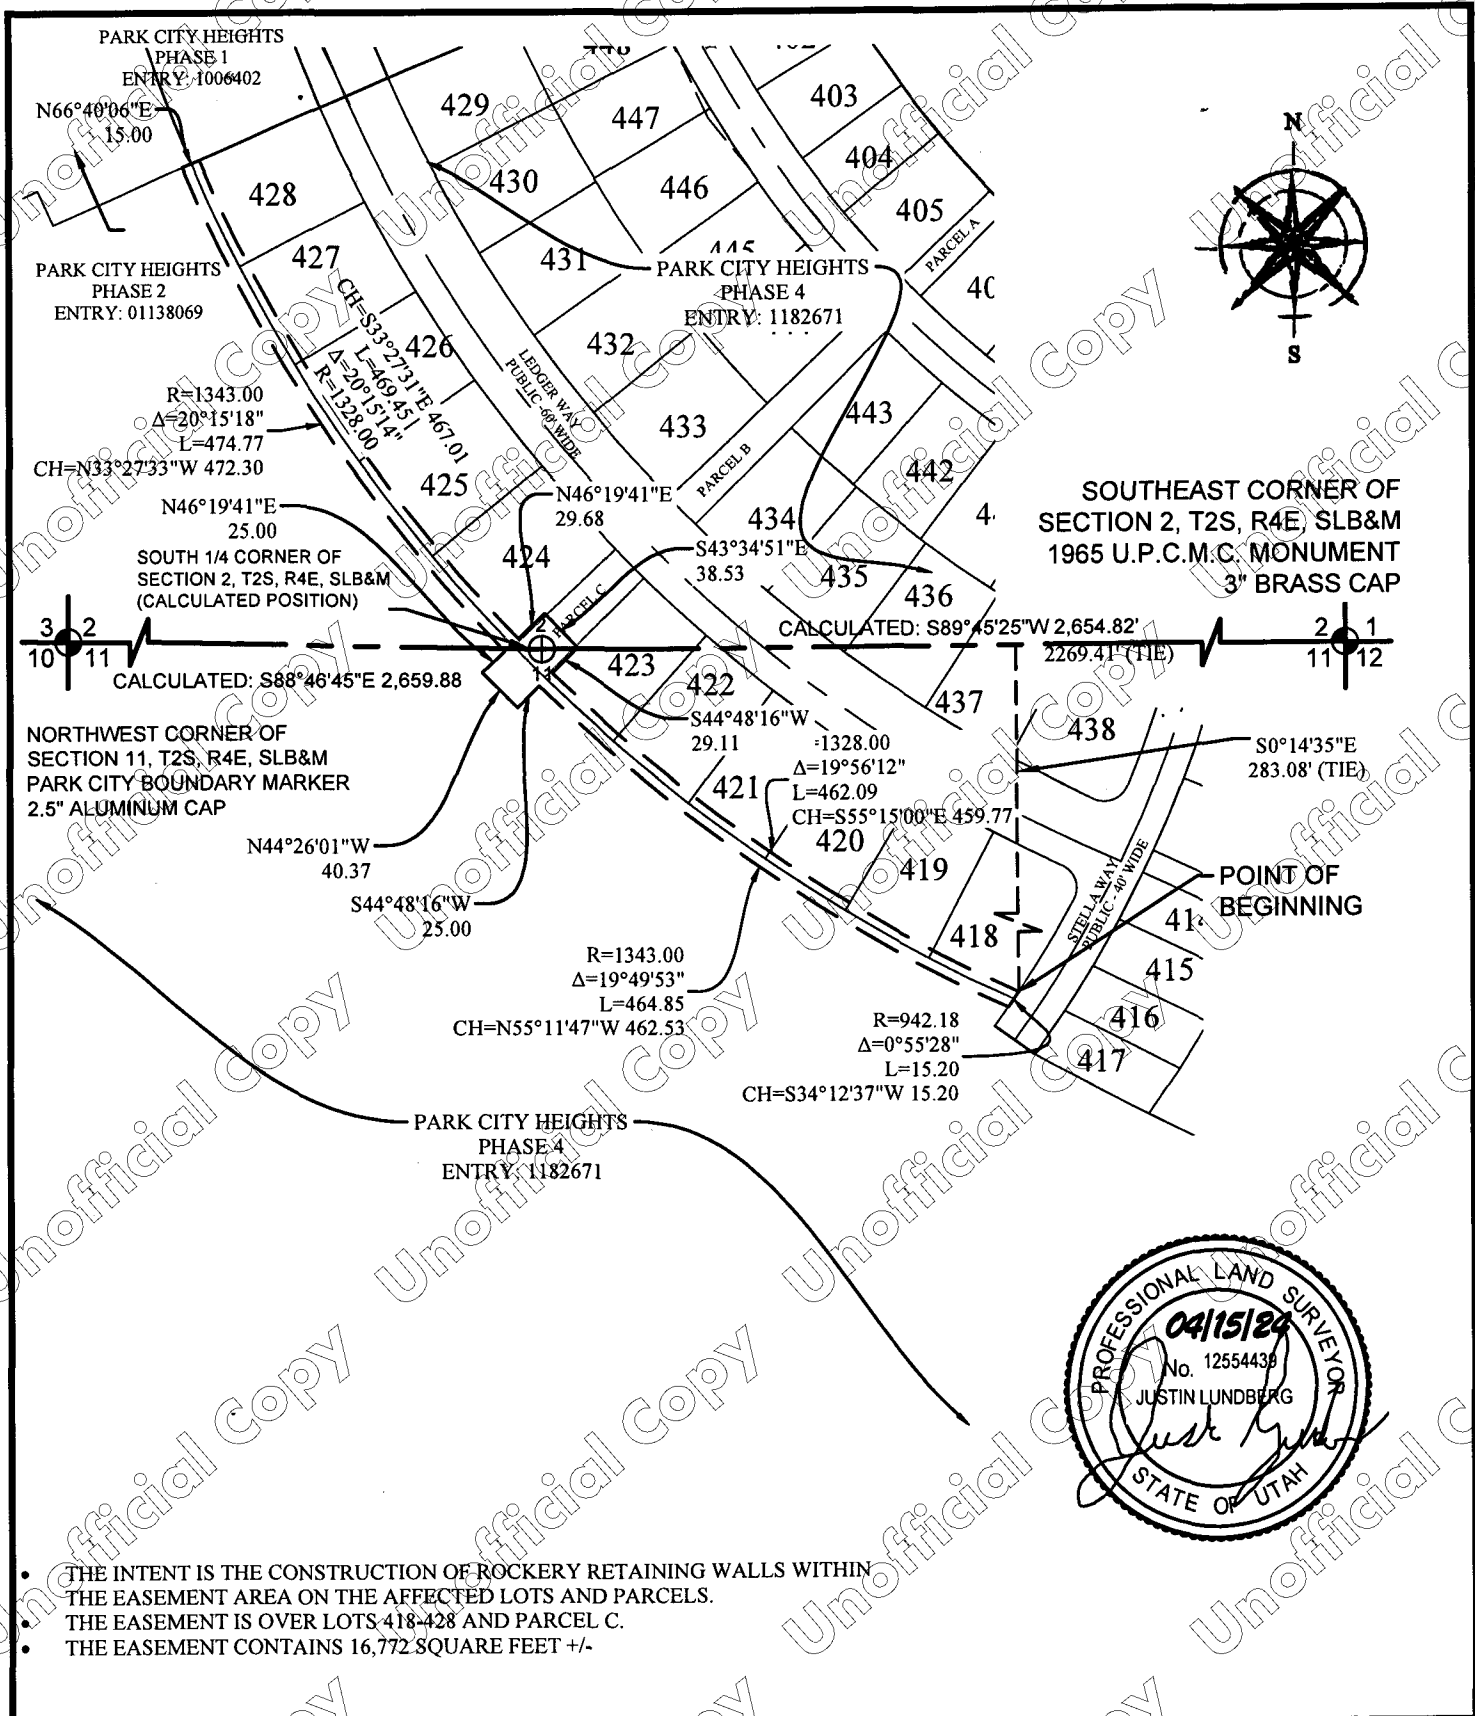 PARK CITY HEIGHTS
PHASE 1
ENTRY: 1006402
N66°40'06"E
15.00
429
447
403
404
428
430
446
405
PARCEL A
427
431
445
PARK CITY HEIGHTS
PHASE 4
ENTRY: 1182671
PARK CITY HEIGHTS
PHASE 2
ENTRY: 01138069
N
S
CH=S33°27'31"E 467.01
L=469.45
Δ=20°15'14"
R=1328.00
426
432
LEDGER WAY
PUBLIC -60' WIDE
R=1343.00
Δ=20°15'18"
L=474.77
CH=N33°27'33"W 472.30
433
443
PARCEL B
442
425
N46°19'41"E
25.00
N46°19'41"E
29.68
434
SOUTHEAST CORNER OF
SECTION 2, T2S, R4E, SLB&M
1965 U.P.C.M.C. MONUMENT
3" BRASS CAP
SOUTH 1/4 CORNER OF
SECTION 2, T2S, R4E, SLB&M
(CALCULATED POSITION)
424
S43°34'51"E
38.53
435
436
PARCEL C
3 2
10 11
2
11
CALCULATED: S89°45'25"W 2,654.82'
2269.41' (TIE)
2 1
11 12
CALCULATED: S88°46'45"E 2,659.88
423
422
437
438
NORTHWEST CORNER OF
SECTION 11, T2S, R4E, SLB&M
PARK CITY BOUNDARY MARKER
2.5" ALUMINUM CAP
S44°48'16"W
29.11
=1328.00
Δ=19°56'12"
L=462.09
CH=S55°15'00"E 459.77
S0°14'35"E
283.08' (TIE)
421
420
419
N44°26'01"W
40.37
S44°48'16"W
25.00
STELLA WAY
PUBLIC - 40' WIDE
POINT OF
BEGINNING
418
415
416
417
R=1343.00
Δ=19°49'53"
L=464.85
CH=N55°11'47"W 462.53
R=942.18
Δ=0°55'28"
L=15.20
CH=S34°12'37"W 15.20
PARK CITY HEIGHTS
PHASE 4
ENTRY: 1182671
PROFESSIONAL LAND SURVEYOR
04/15/24
No. 12554439
JUSTIN LUNDBERG
STATE OF UTAH
• THE INTENT IS THE CONSTRUCTION OF ROCKERY RETAINING WALLS WITHIN
THE EASEMENT AREA ON THE AFFECTED LOTS AND PARCELS.
• THE EASEMENT IS OVER LOTS 418-428 AND PARCEL C.
• THE EASEMENT CONTAINS 16,772 SQUARE FEET +/-
Unofficial Copy